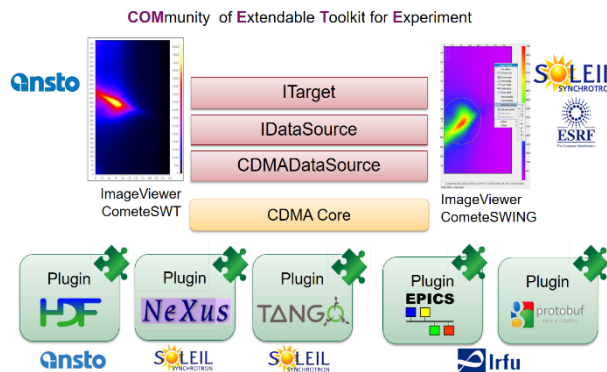 COMmunity of Extendable Toolkit for Experiment
ansto
ITarget
IDataSource
CDMADataSource
SOLEIL
SYNCHROTRON
ESRF
ImageViewer
CometeSWT
CDMA Core
ImageViewer
CometeSWING
Plugin
HDF
Plugin
NeXus
Plugin
TANGO
Plugin
EPICS
Plugin
protobuf
ansto
SOLEIL
SYNCHROTRON
SOLEIL
SYNCHROTRON
Irfu